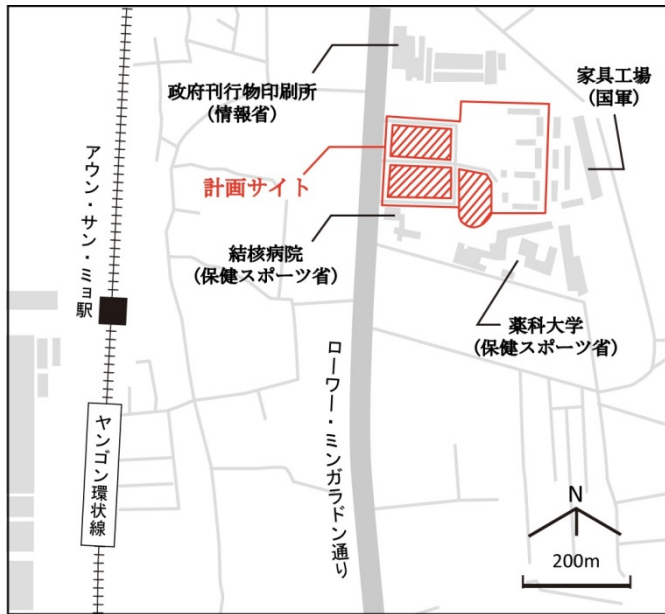 政府刊行物印刷所
(情報省)
家具工場
(国軍)
計画サイト
結核病院
(保健スポーツ省)
薬科大学
(保健スポーツ省)
アウン・サン・ミョ駅
ヤンゴン環状線
ローワー・ミンガラドン通り
N
200m